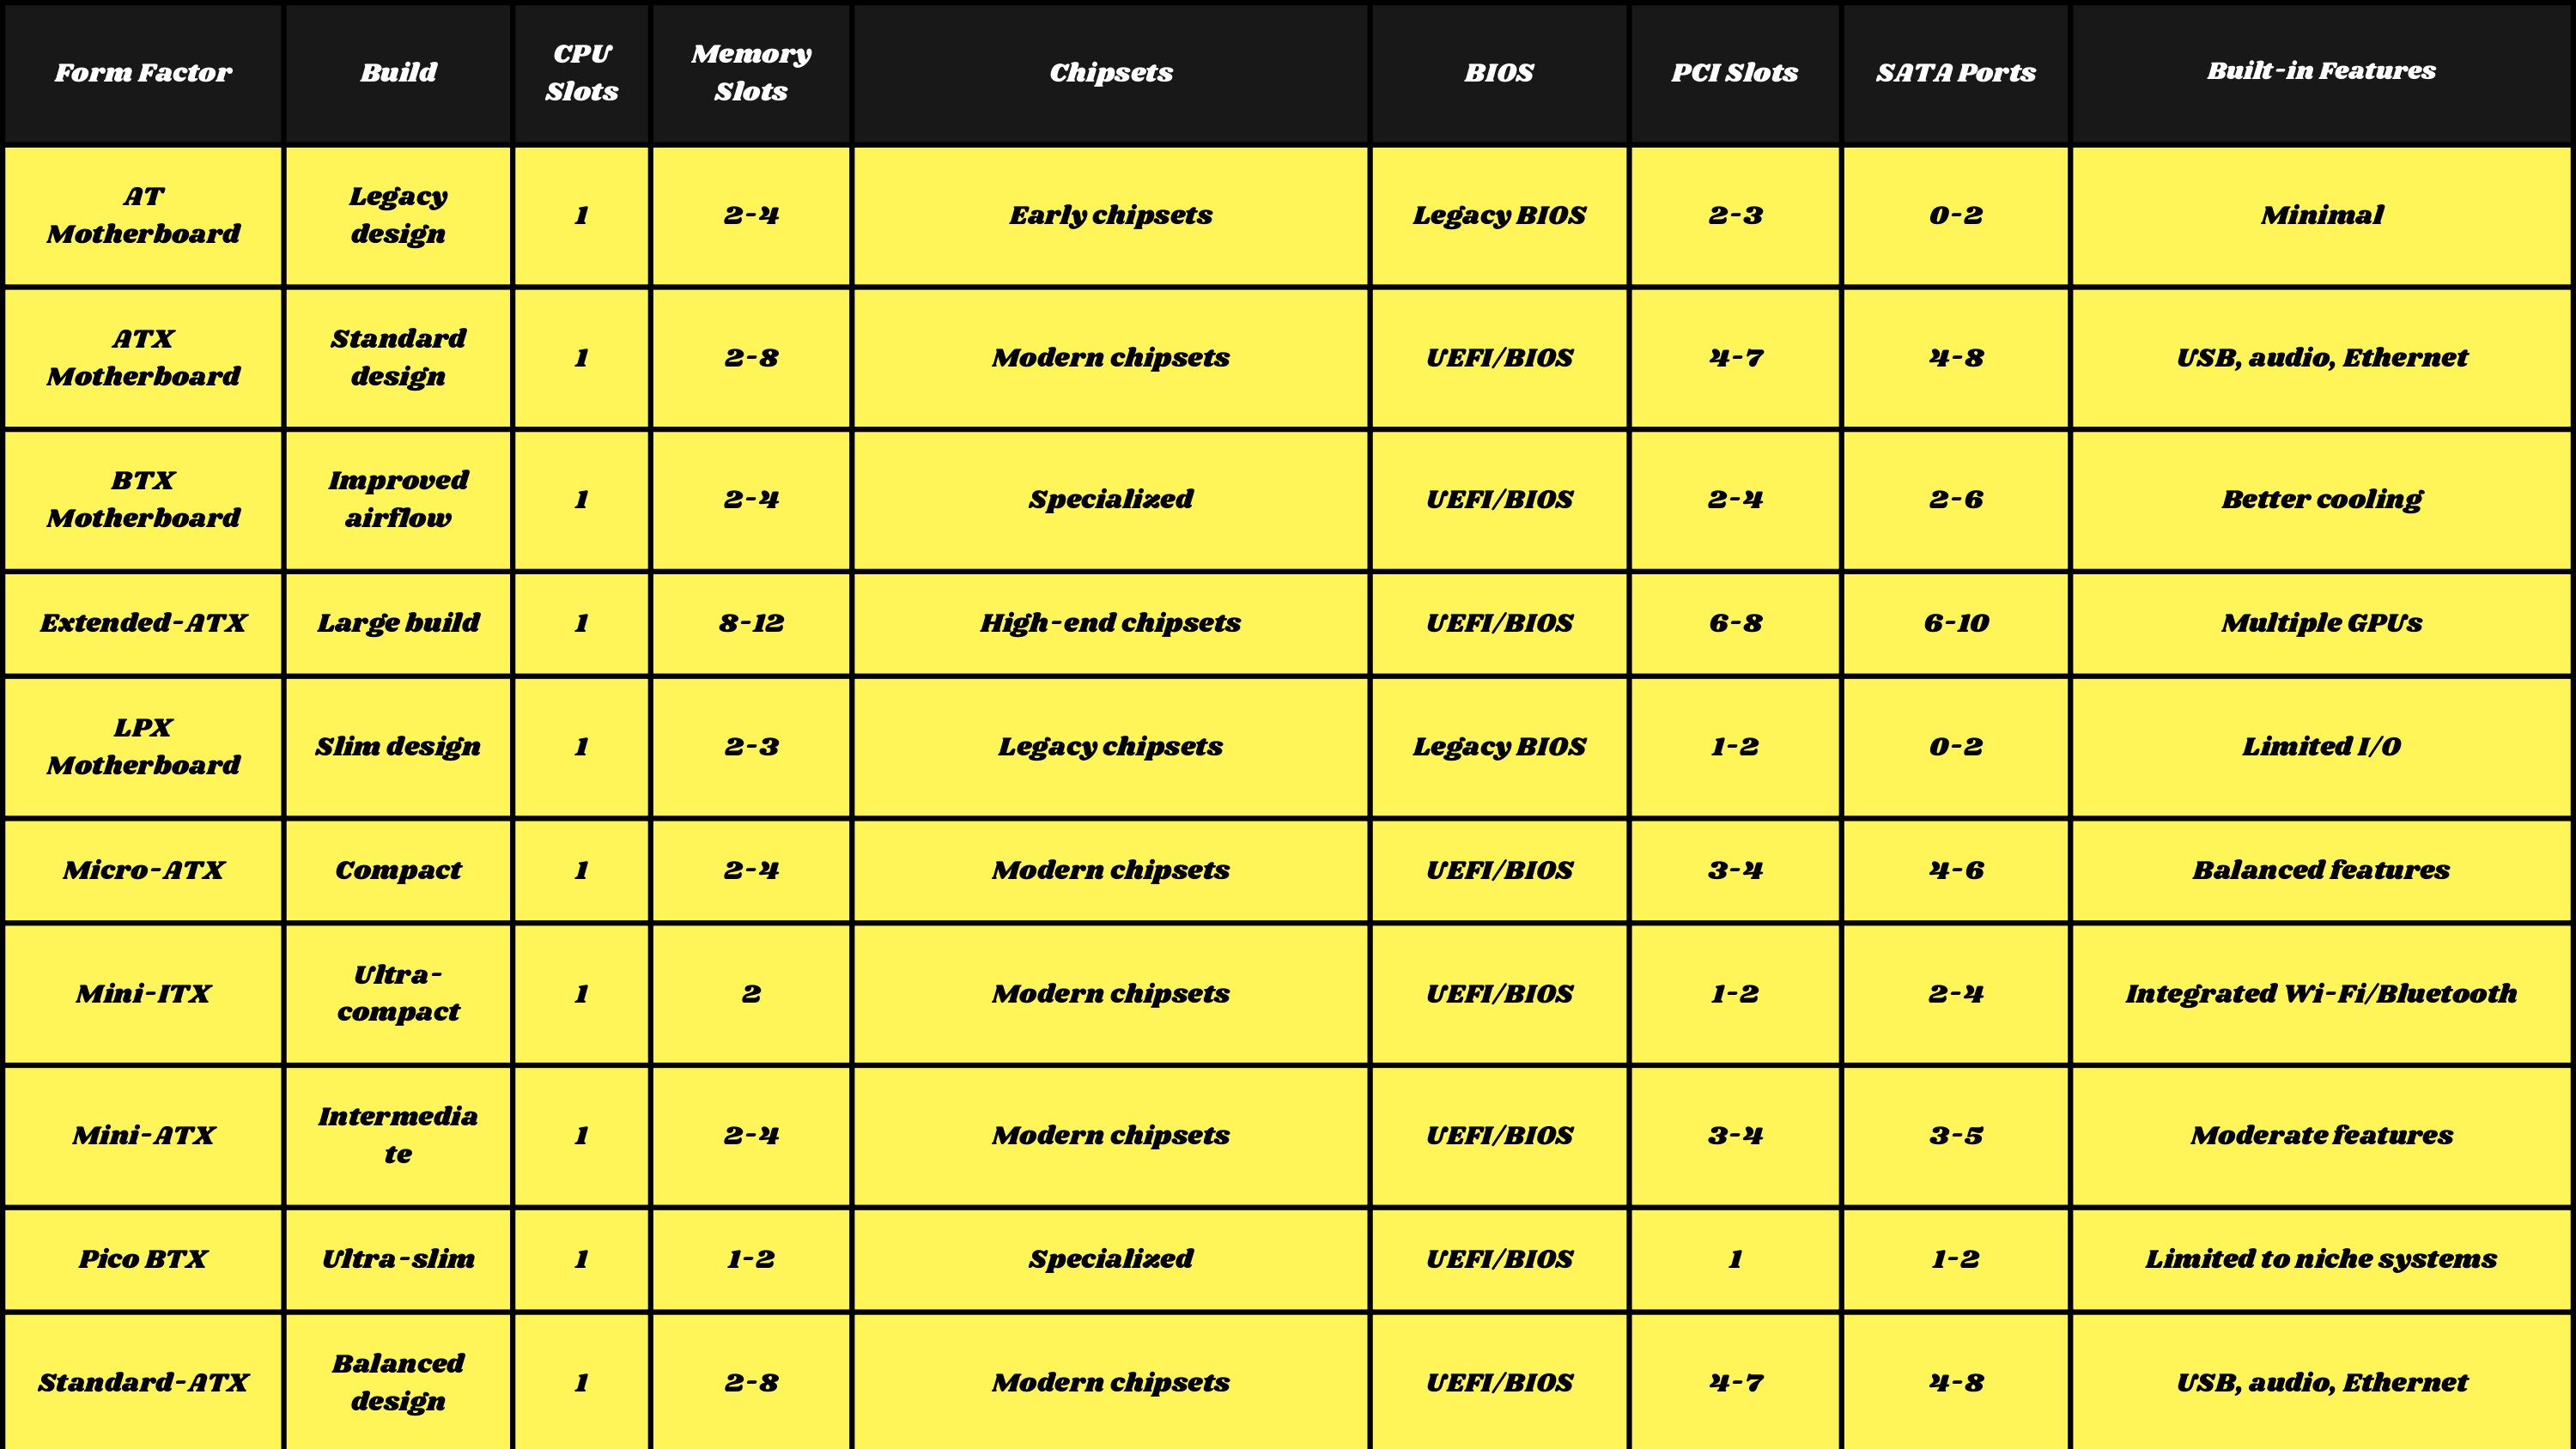 Form Factor
Build
CPU
Slots
Memory
Slots
Chipsets
BIOS
PCI Slots
SATA Ports
Built-in Features
AT
Motherboard
Legacy
design
1
2-4
Early chipsets
Legacy BIOS
2-3
0-2
Minimal
ATX
Motherboard
Standard
design
1
2-8
Modern chipsets
UEFI/BIOS
4-7
4-8
USB, audio, Ethernet
BTX
Motherboard
Improved
airflow
1
2-4
Specialized
UEFI/BIOS
2-4
2-6
Better cooling
Extended-ATX
Large build
1
8-12
High-end chipsets
UEFI/BIOS
6-8
6-10
Multiple GPUs
LPX
Motherboard
Slim design
1
2-3
Legacy chipsets
Legacy BIOS
1-2
0-2
Limited I/O
Micro-ATX
Compact
1
2-4
Modern chipsets
UEFI/BIOS
3-4
4-6
Balanced features
Mini-ITX
Ultra-
compact
1
2
Modern chipsets
UEFI/BIOS
1-2
2-4
Integrated Wi-Fi/Bluetooth
Mini-ATX
Intermedia
te
1
2-4
Modern chipsets
UEFI/BIOS
3-4
3-5
Moderate features
Pico BTX
Ultra-slim
1
1-2
Specialized
UEFI/BIOS
1
1-2
Limited to niche systems
Standard-ATX
Balanced
design
1
2-8
Modern chipsets
UEFI/BIOS
4-7
4-8
USB, audio, Ethernet